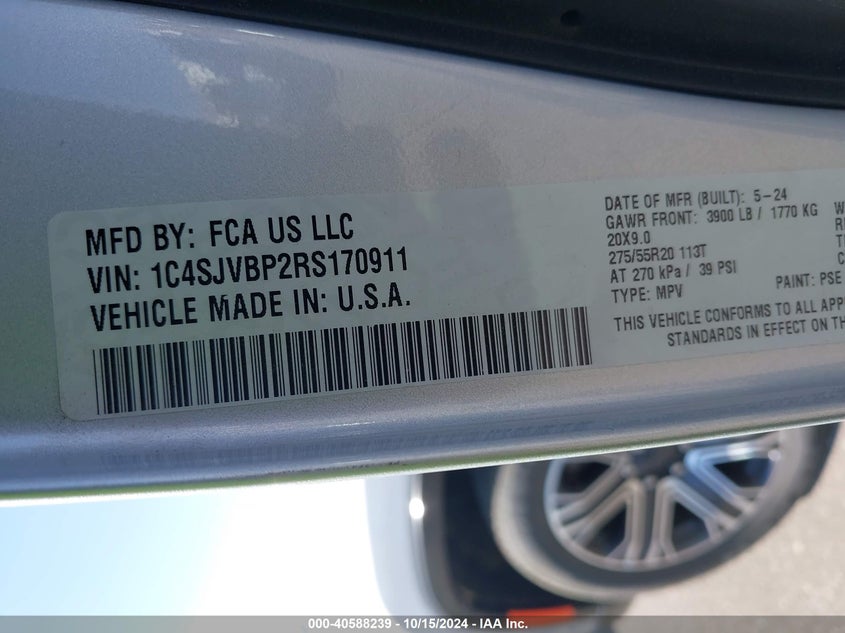 MFD BY: FCA US LLC
VIN: 1C4SJVBP2RS170911
VEHICLE MADE IN: U.S.A.
DATE OF MFR (BUILT): 5-24
GAWR FRONT: 3900 LB / 1770 KG
20X9.0
275/55R20 113T
AT 270 kPa / 39 PSI
TYPE: MPV
PAINT: PSE
THIS VEHICLE CONFORMS TO ALL APP
STANDARDS IN EFFECT ON TH
000-40588239 - 10/15/2024 - IAA Inc.